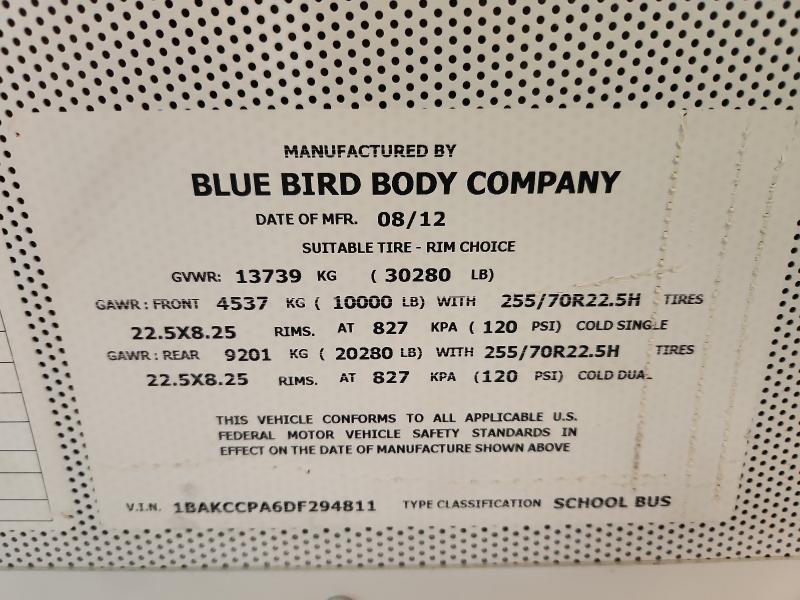 MANUFACTURED BY
BLUE BIRD BODY COMPANY
DATE OF MFR. 08/12
SUITABLE TIRE - RIM CHOICE
GVWR: 13739 KG ( 30280 LB)
GAWR : FRONT 4537 KG ( 10000 LB) WITH 255/70R22.5H TIRES
22.5X8.25 RIMS. AT 827 KPA ( 120 PSI) COLD SINGLE
GAWR : REAR 9201 KG ( 20280 LB) WITH 255/70R22.5H TIRES
22.5X8.25 RIMS. AT 827 KPA ( 120 PSI) COLD DUAL
THIS VEHICLE CONFORMS TO ALL APPLICABLE U.S.
FEDERAL MOTOR VEHICLE SAFETY STANDARDS IN
EFFECT ON THE DATE OF MANUFACTURE SHOWN ABOVE
V.I.N. 1BAKCCPA6DF294811 TYPE CLASSIFICATION SCHOOL BUS